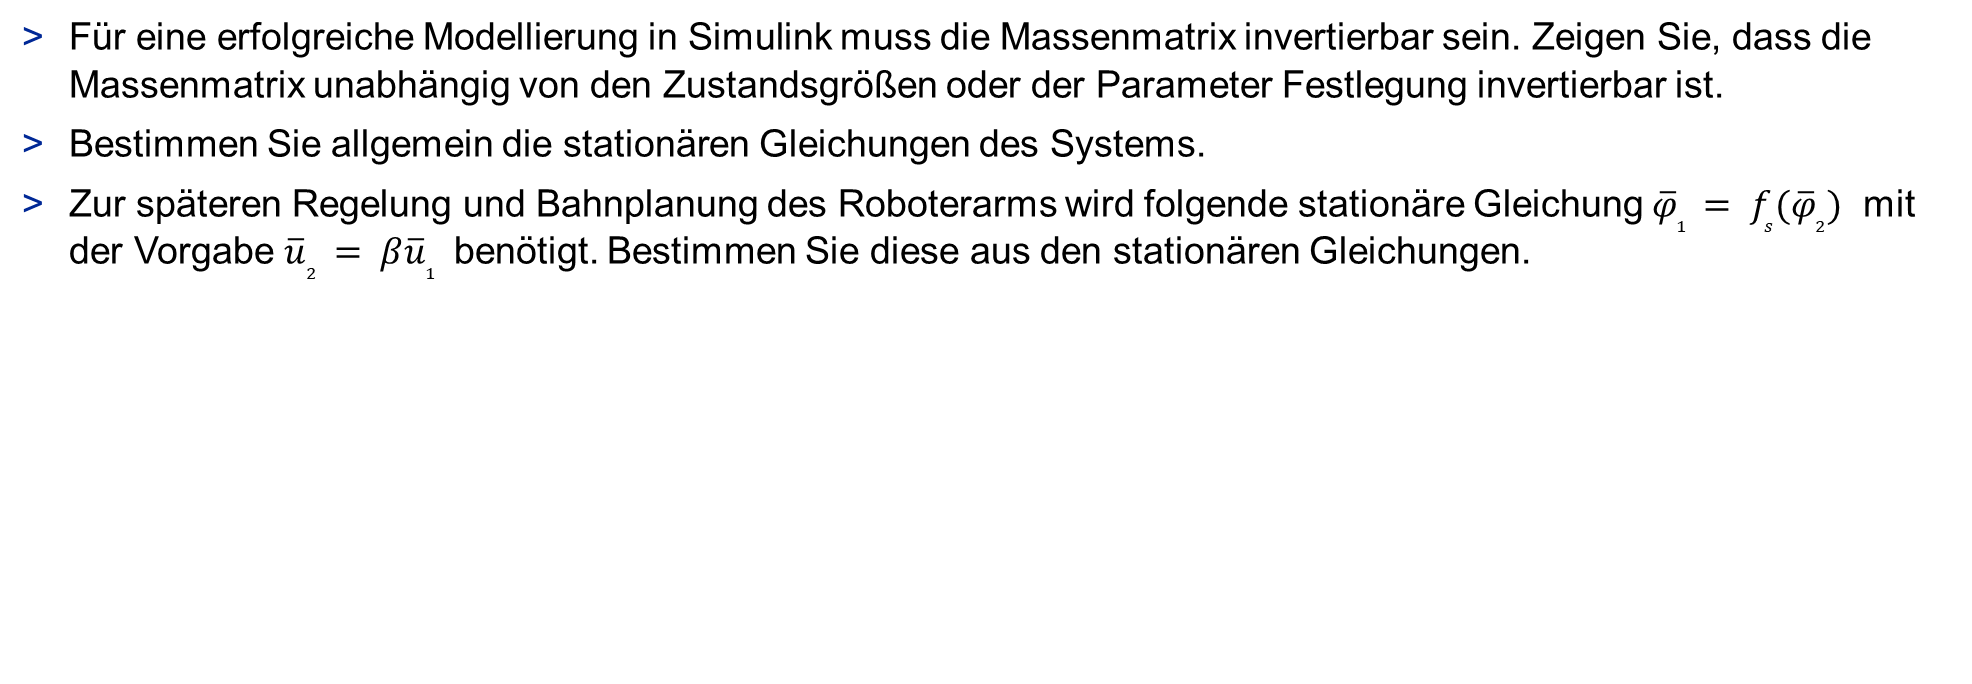 > Für eine erfolgreiche Modellierung in Simulink muss die Massenmatrix invertierbar sein. Zeigen Sie, dass die
Massenmatrix unabhängig von den Zustandsgrößen oder der Parameter Festlegung invertierbar ist.
> Bestimmen Sie allgemein die stationären Gleichungen des Systems.
> Zur späteren Regelung und Bahnplanung des Roboterarms wird folgende stationäre Gleichung φ̄₁ = fₛ(φ̄₂) mit
der Vorgabe ū₂ = βū₁ benötigt. Bestimmen Sie diese aus den stationären Gleichungen.